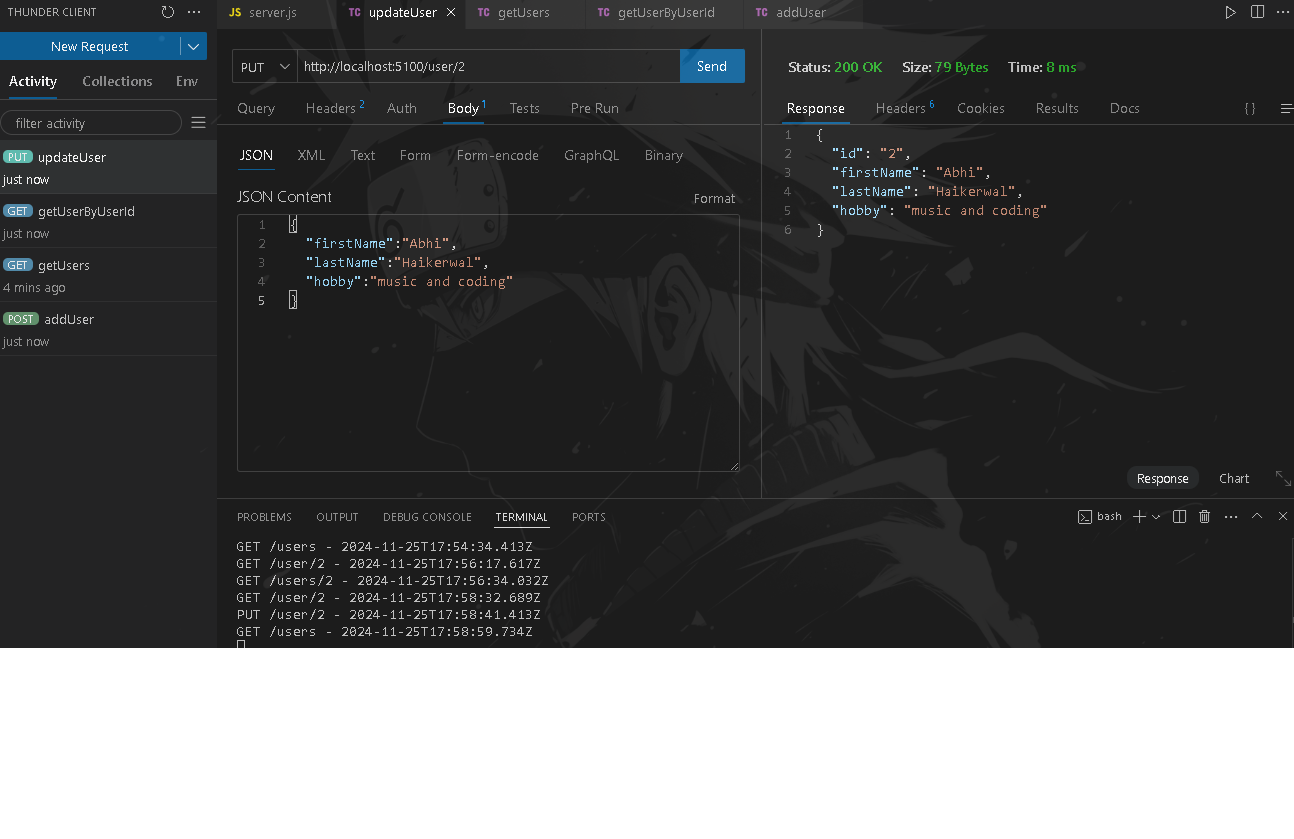 THUNDER CLIENT
New Request
Activity Collections Env
filter activity
PUT updateUser
just now
GET getUserByUserId
just now
GET getUsers
4 mins ago
POST addUser
just now
JS server.js TC updateUser TC getUsers TC getUserByUserId TC addUser
PUT http://localhost:5100/user/2 Send
Query Headers 2 Auth Body 1 Tests Pre Run
JSON XML Text Form Form-encode GraphQL Binary
JSON Content Format
1 {
2 "firstName":"Abhi",
3 "lastName":"Haikerwal",
4 "hobby":"music and coding"
5 }
Status: 200 OK Size: 79 Bytes Time: 8 ms
Response Headers 6 Cookies Results Docs { }
1 {
2 "id": "2",
3 "firstName": "Abhi",
4 "lastName": "Haikerwal",
5 "hobby": "music and coding"
6 }
Response Chart
PROBLEMS OUTPUT DEBUG CONSOLE TERMINAL PORTS bash
GET /users - 2024-11-25T17:54:34.413Z
GET /user/2 - 2024-11-25T17:56:17.617Z
GET /users/2 - 2024-11-25T17:56:34.032Z
GET /user/2 - 2024-11-25T17:58:32.689Z
PUT /user/2 - 2024-11-25T17:58:41.413Z
GET /users - 2024-11-25T17:58:59.734Z